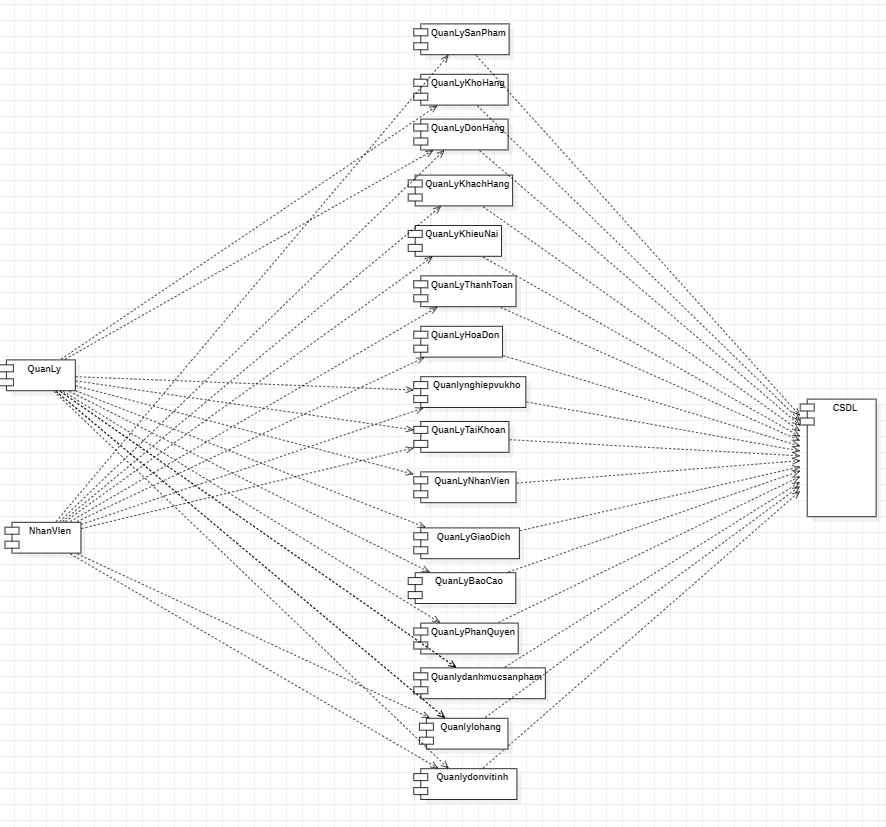 QuanLySanPham
QuanLyKhoHang
QuanLyDonHang
QuanLyKhachHang
QuanLyKhieuNai
QuanLyThanhToan
QuanLyHoaDon
QuanLy
Quanlynghiepvukho
CSDL
QuanLyTaiKhoan
QuanLyNhanVien
NhanVIen
QuanLyGiaoDich
QuanLyBaoCao
QuanLyPhanQuyen
Quanlydanhmucsanpham
Quanlylohang
Quanlydonvitinh